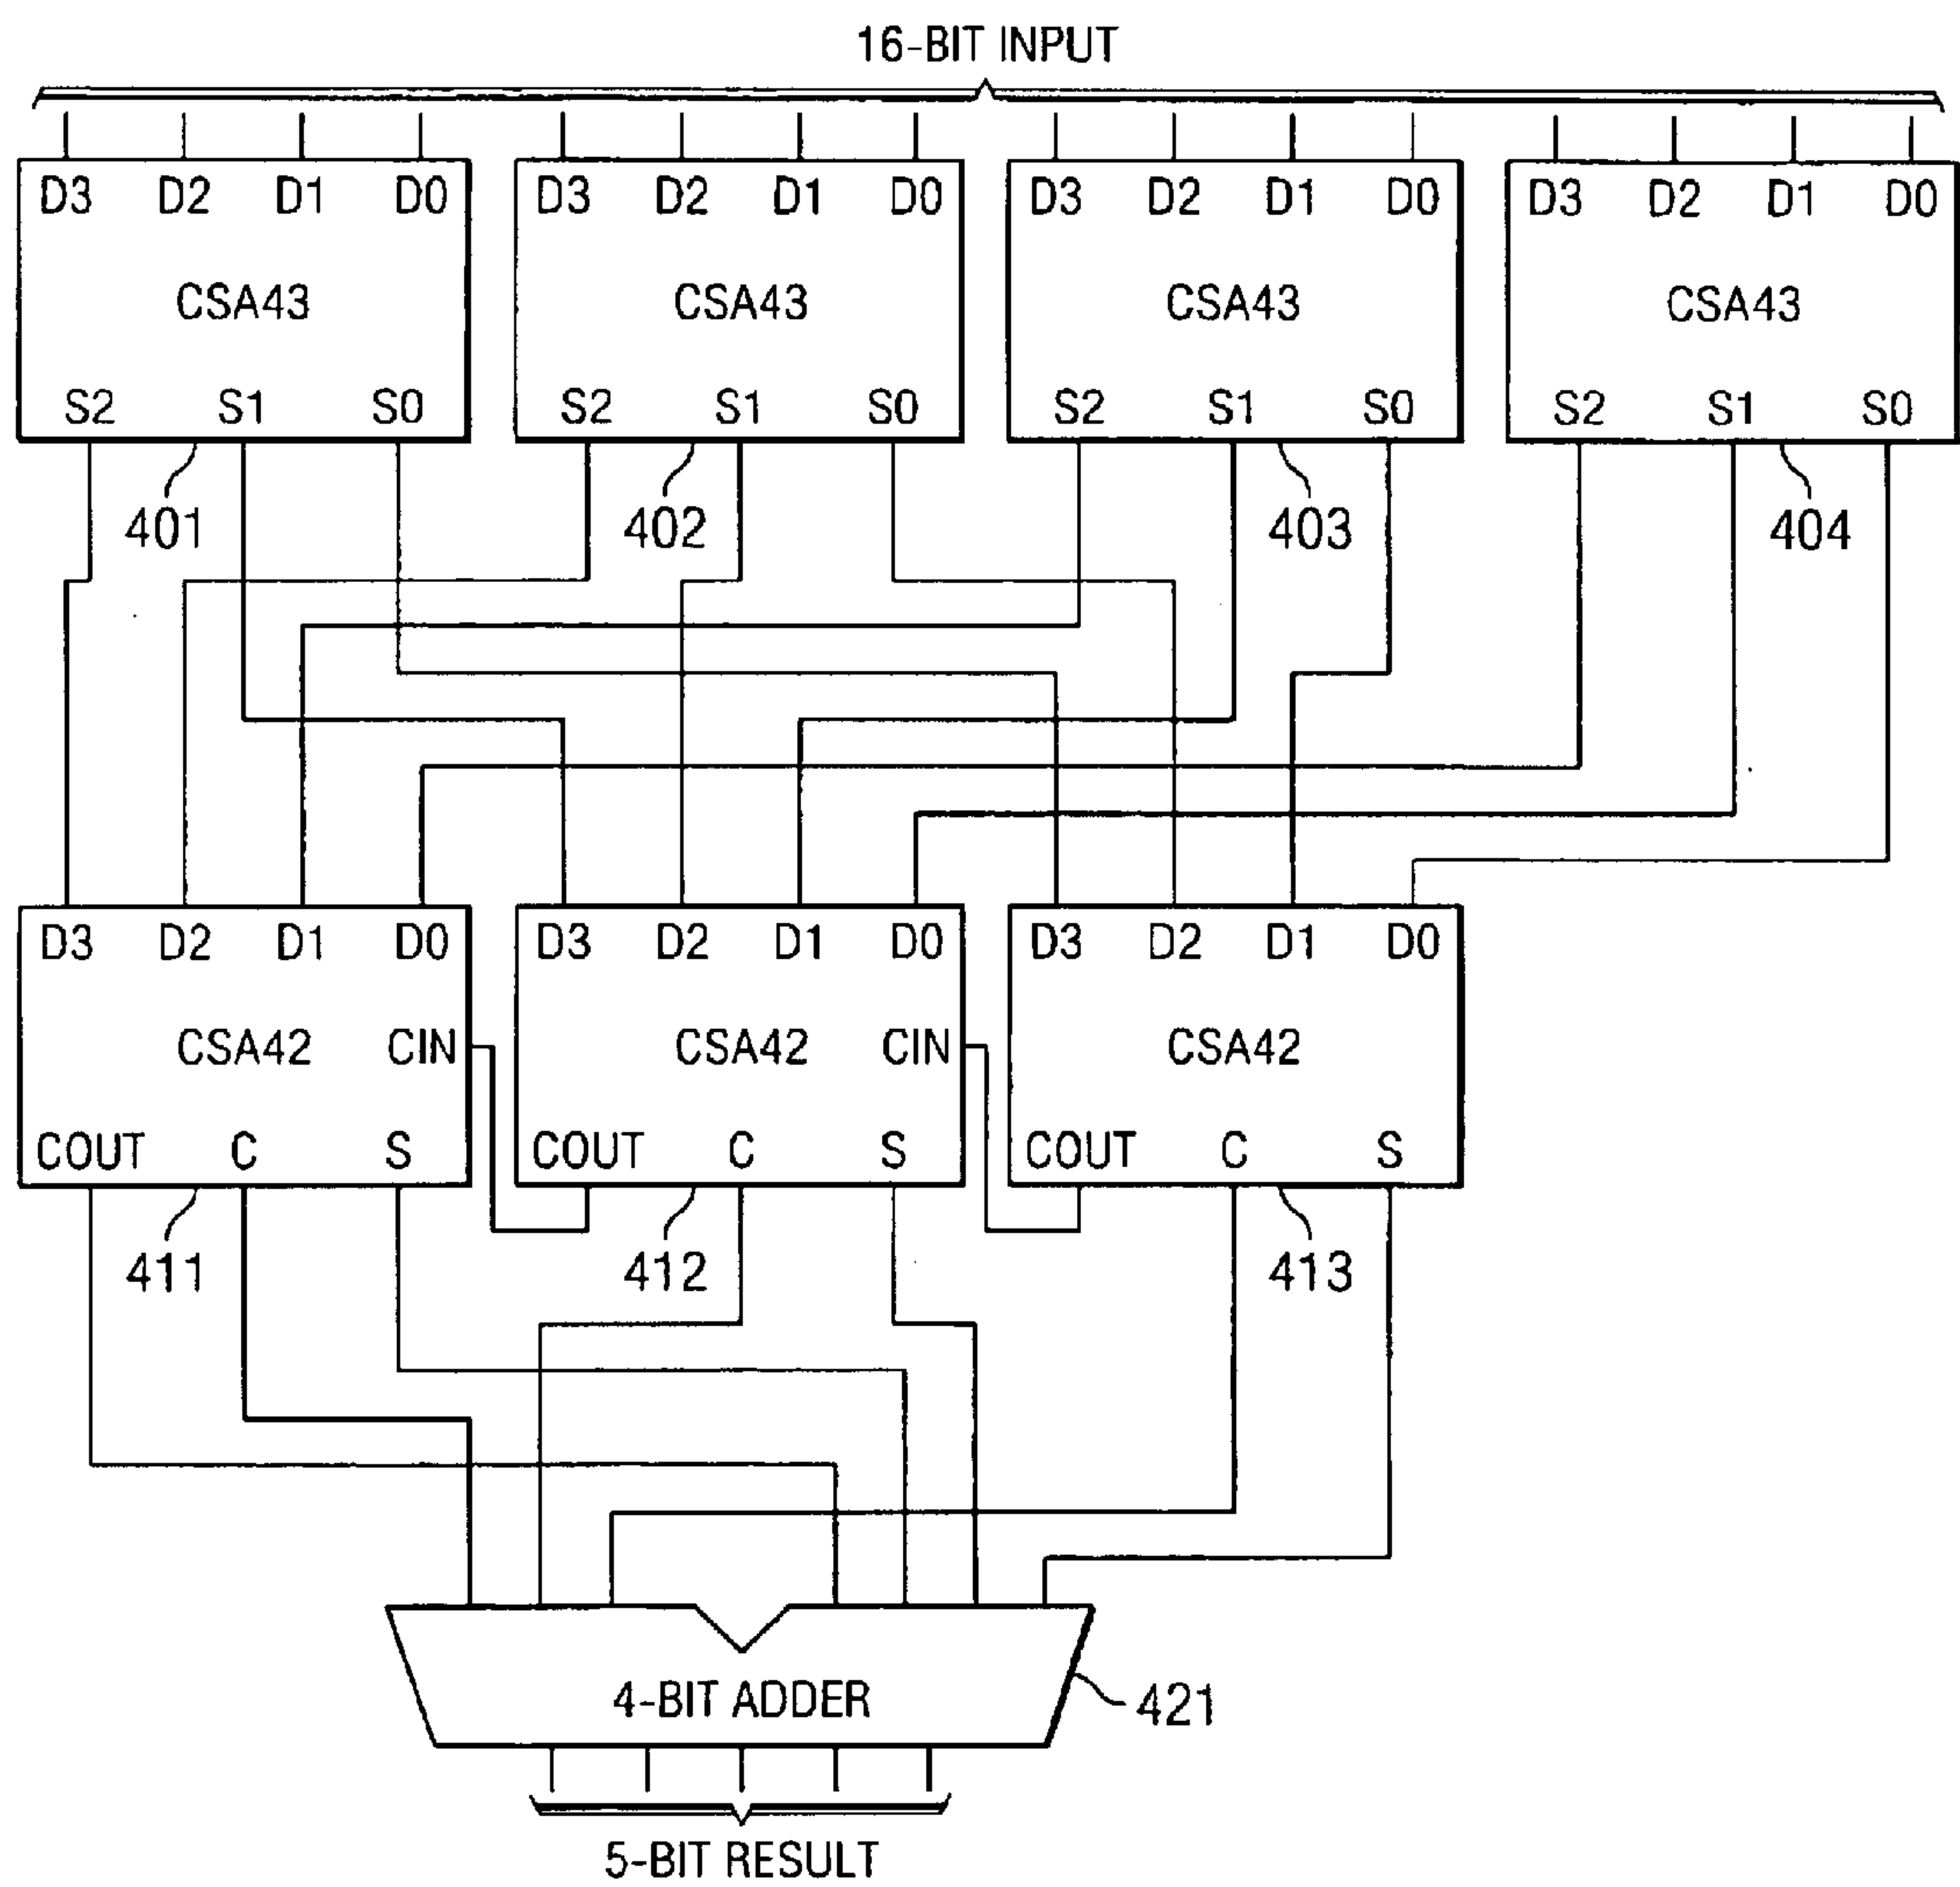 16-BIT INPUT
D3 D2 D1 D0 D3 D2 D1 D0 D3 D2 D1 D0 D3 D2 D1 D0
CSA43 CSA43 CSA43 CSA43
S2 S1 S0 S2 S1 S0 S2 S1 S0 S2 S1 S0
401 402 403 404
D3 D2 D1 D0 D3 D2 D1 D0 D3 D2 D1 D0
CSA42 CIN CSA42 CIN CSA42
COUT C S COUT C S COUT C S
411 412 413
4-BIT ADDER 421
5-BIT RESULT